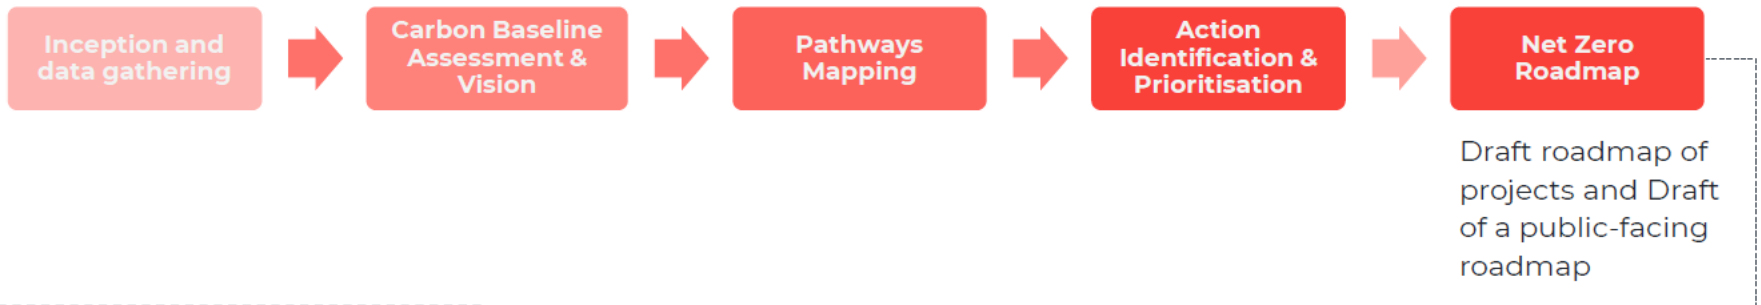 Inception and
data gathering
Carbon Baseline
Assessment &
Vision
Pathways
Mapping
Action
Identification &
Prioritisation
Net Zero
Roadmap
Draft roadmap of
projects and Draft
of a public-facing
roadmap